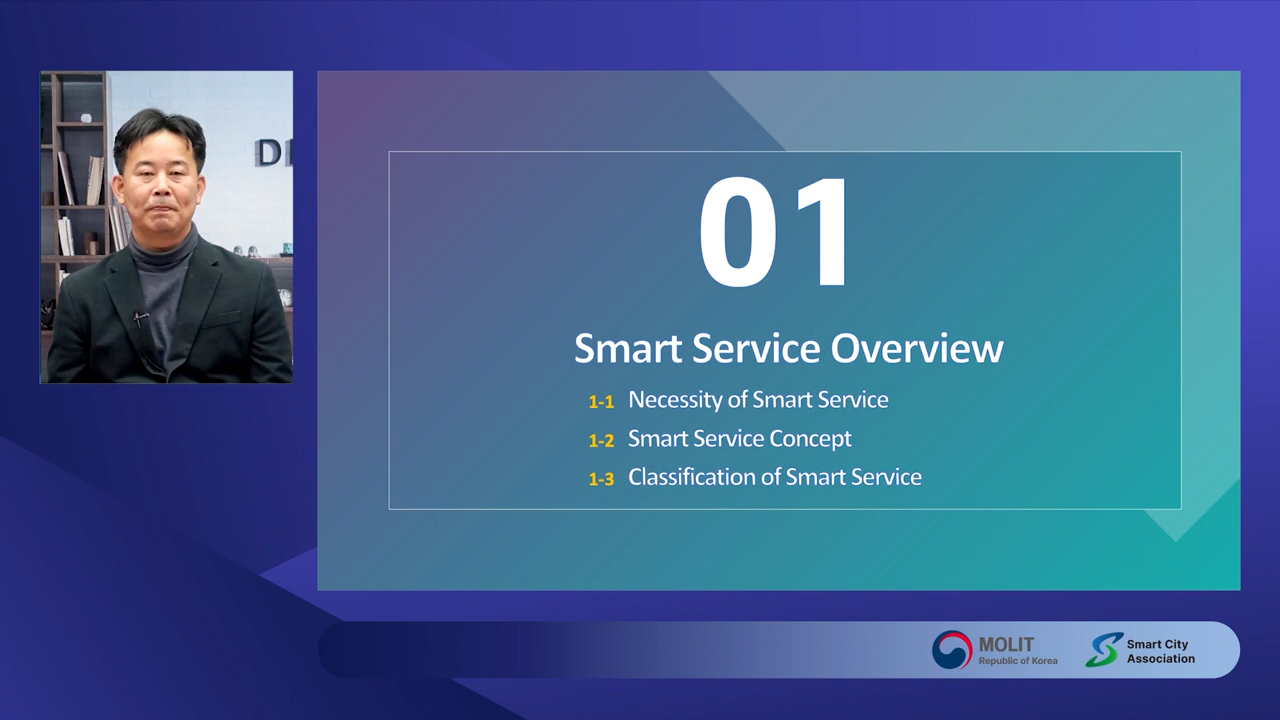 01
Smart Service Overview
1-1 Necessity of Smart Service
1-2 Smart Service Concept
1-3 Classification of Smart Service
MOLIT
Republic of Korea
Smart City
Association